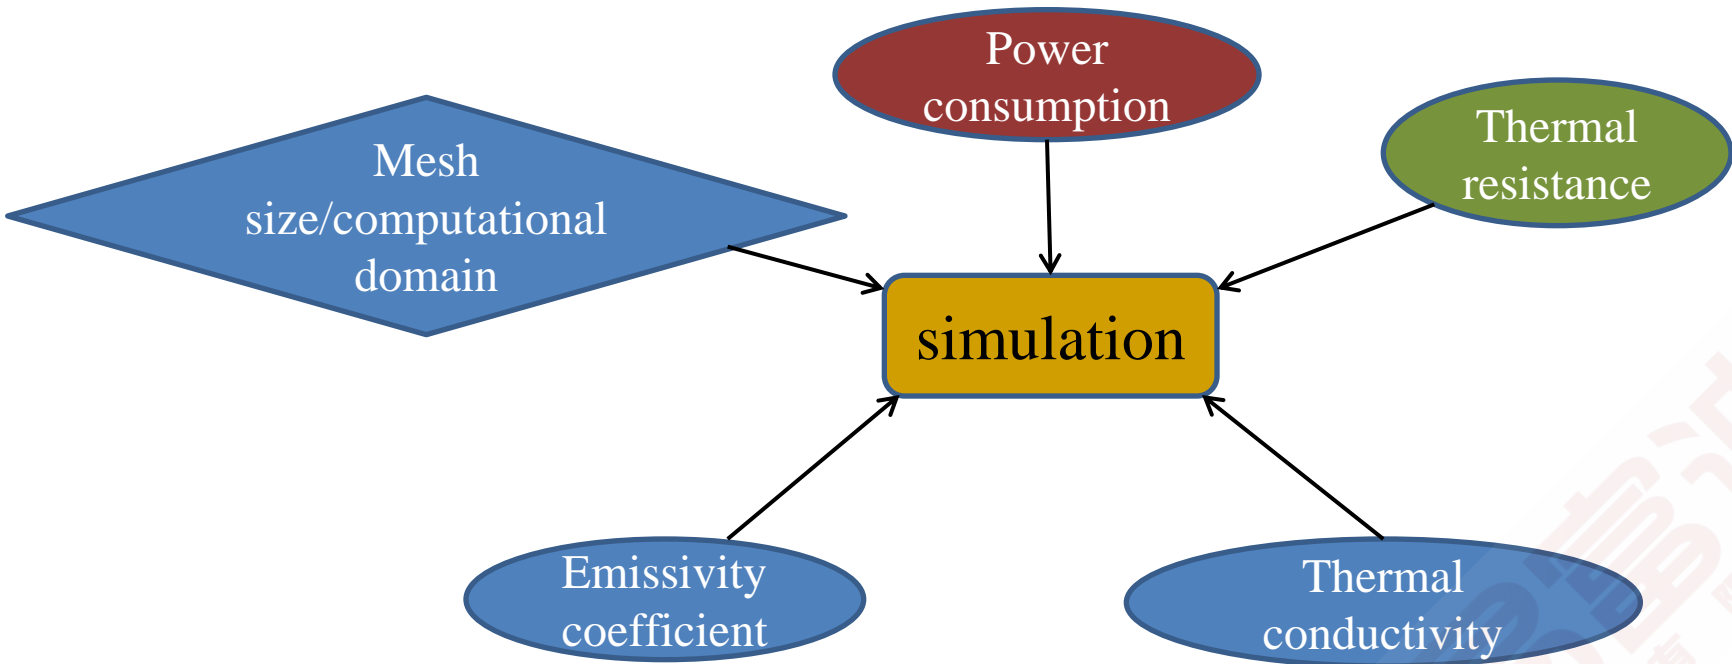 Power
consumption
Thermal
resistance
Mesh
size/computational
domain
simulation
Emissivity
coefficient
Thermal
conductivity